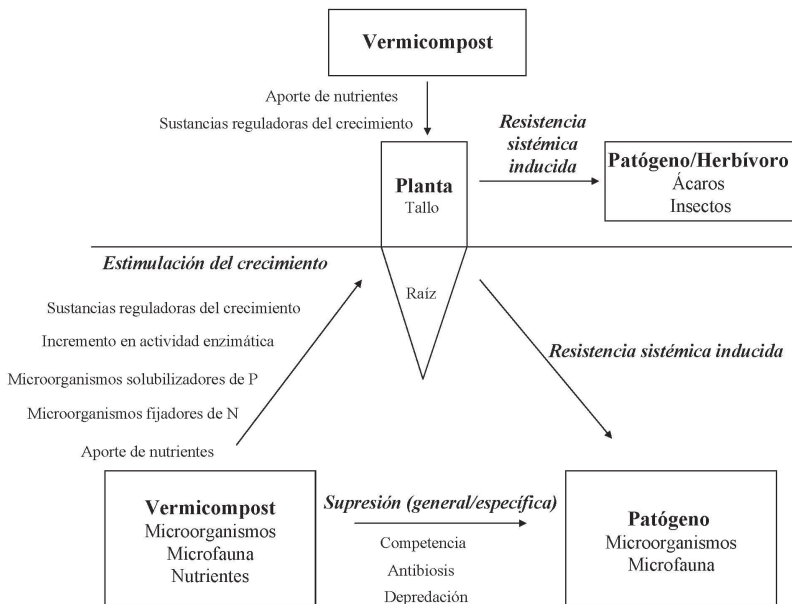 Vermicompost
Aporte de nutrientes
Sustancias reguladoras del crecimiento
Resistencia
sistémica
inducida
Planta
Tallo
Patógeno/Herbívoro
Ácaros
Insectos
Estimulación del crecimiento
Raíz
Sustancias reguladoras del crecimiento
Incremento en actividad enzimática
Microorganismos solubilizadores de P
Microorganismos fijadores de N
Aporte de nutrientes
Resistencia sistémica inducida
Vermicompost
Microorganismos
Microfauna
Nutrientes
Supresión (general/específica)
Competencia
Antibiosis
Depredación
Patógeno
Microorganismos
Microfauna